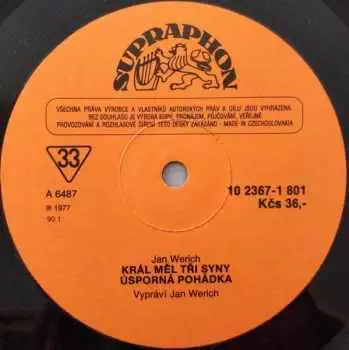 SUPRAPHON
VŠECHNA PRÁVA VÝROBCE A VLASTNÍKŮ AUTORSKÝCH PRÁV A DÍLU JSOU VYHRAZENA.
BEZ SOUHLASU JE VÝROBA KOPIÍ, PRONÁJEM, PŮJČOVÁNÍ, VEŘEJNÉ
PROVOZOVÁNÍ A ROZHLASOVÉ ŠÍŘENÍ TÉTO DESKY ZAKÁZÁNO - MADE IN CZECHOSLOVAKIA
33
A 6487
℗ 1977
90 1
10 2367-1 801
Kčs 36,-
Jan Werich
KRÁL MĚL TŘI SYNY
ÚSPORNÁ POHÁDKA
Vypráví Jan Werich